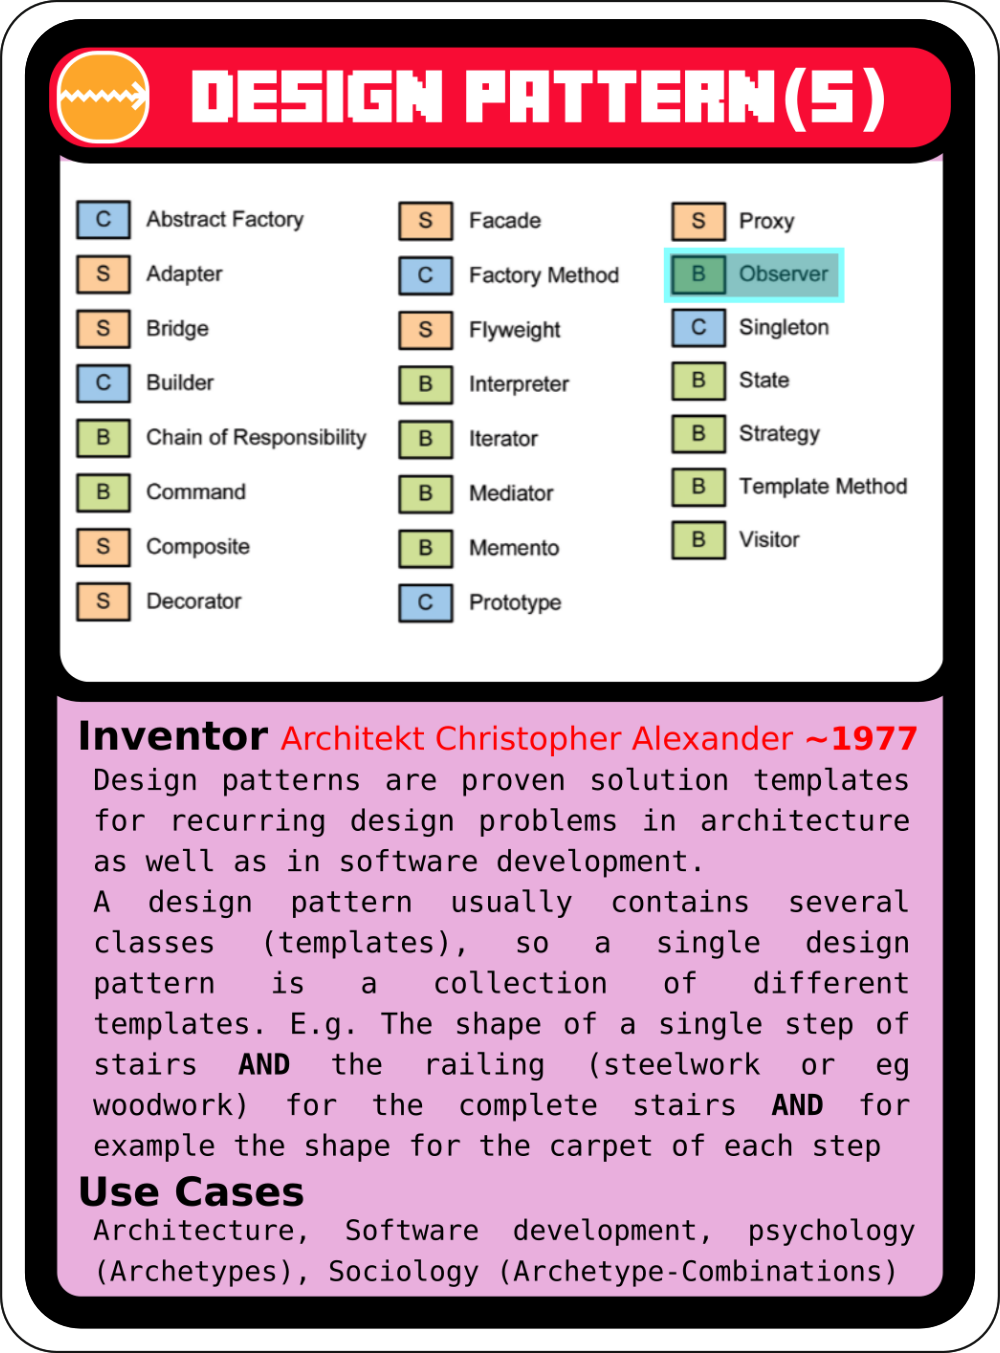 DESIGN PATTERN(S)
C Abstract Factory
S Adapter
S Bridge
C Builder
B Chain of Responsibility
B Command
S Composite
S Decorator
S Facade
C Factory Method
S Flyweight
B Interpreter
B Iterator
B Mediator
B Memento
C Prototype
S Proxy
B Observer
C Singleton
B State
B Strategy
B Template Method
B Visitor
Inventor Architekt Christopher Alexander ~1977
Design patterns are proven solution templates
for recurring design problems in architecture
as well as in software development.
A design pattern usually contains several
classes (templates), so a single design
pattern is a collection of different
templates. E.g. The shape of a single step of
stairs AND the railing (steelwork or eg
woodwork) for the complete stairs AND for
example the shape for the carpet of each step
Use Cases
Architecture, Software development, psychology
(Archetypes), Sociology (Archetype-Combinations)